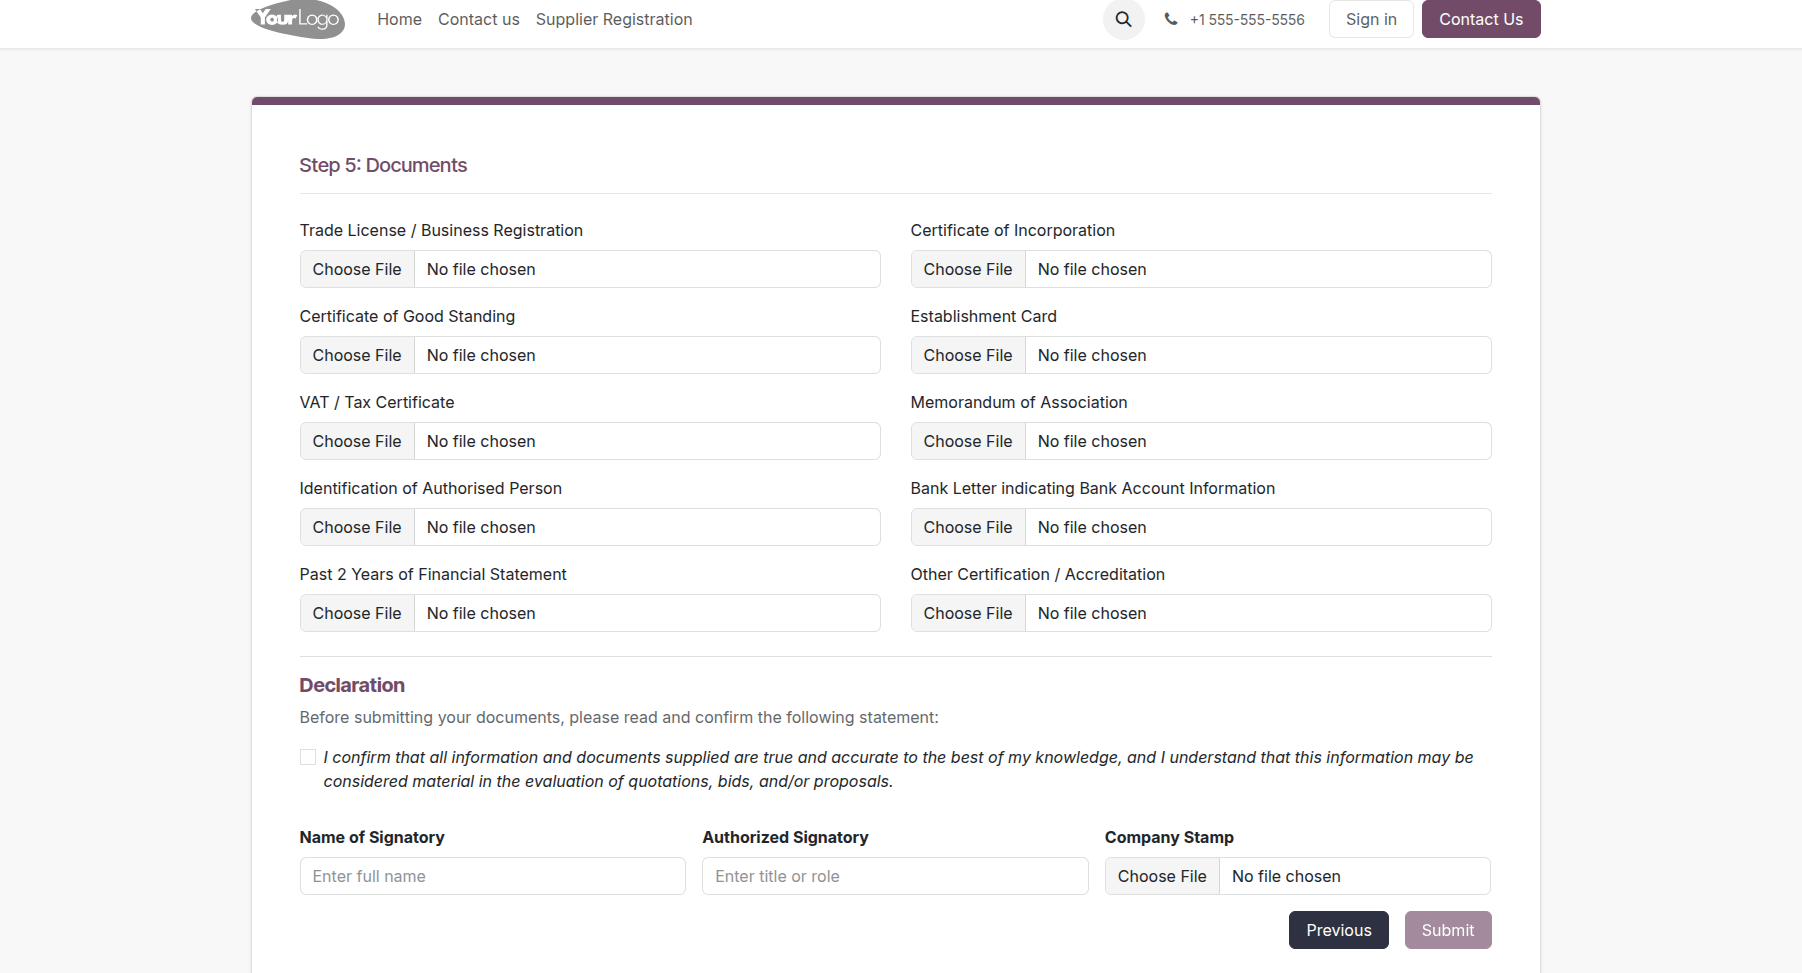 YourLogo Home Contact us Supplier Registration +1 555-555-5556 Sign in Contact Us
Step 5: Documents
Trade License / Business Registration Certificate of Incorporation
Choose File No file chosen Choose File No file chosen
Certificate of Good Standing Establishment Card
Choose File No file chosen Choose File No file chosen
VAT / Tax Certificate Memorandum of Association
Choose File No file chosen Choose File No file chosen
Identification of Authorised Person Bank Letter indicating Bank Account Information
Choose File No file chosen Choose File No file chosen
Past 2 Years of Financial Statement Other Certification / Accreditation
Choose File No file chosen Choose File No file chosen
Declaration
Before submitting your documents, please read and confirm the following statement:
I confirm that all information and documents supplied are true and accurate to the best of my knowledge, and I understand that this information may be
considered material in the evaluation of quotations, bids, and/or proposals.
Name of Signatory Authorized Signatory Company Stamp
Enter full name Enter title or role Choose File No file chosen
Previous Submit